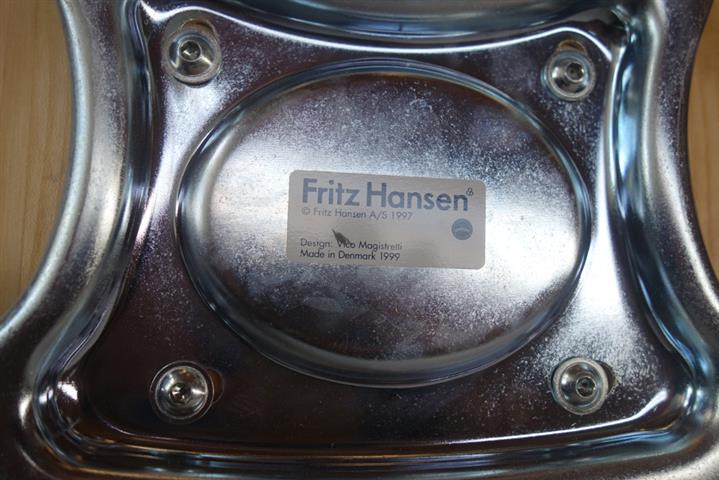 Fritz Hansen
© Fritz Hansen A/S 1997
Design: Vico Magistretti
Made in Denmark 1999